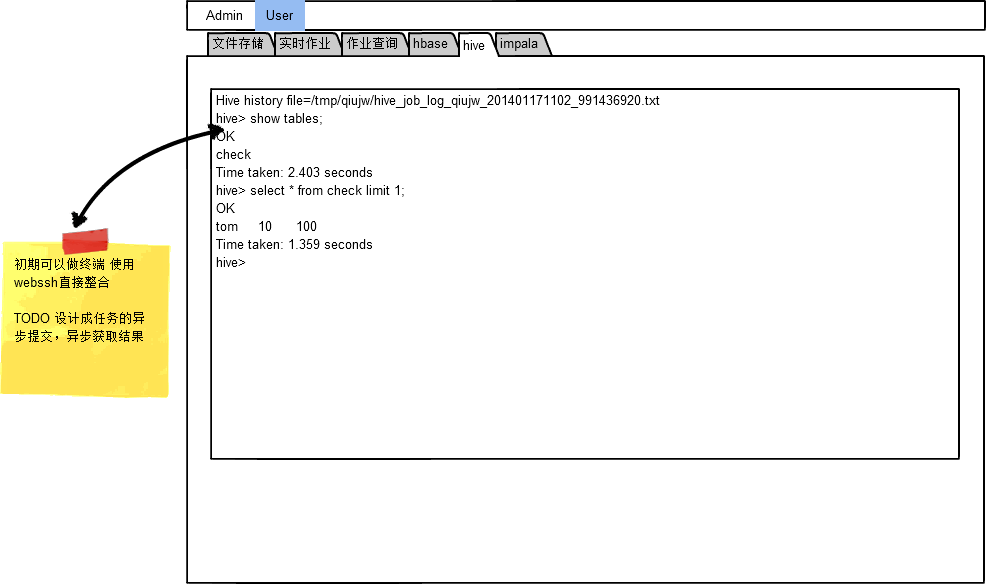 Admin User
文件存储 实时作业 作业查询 hbase hive impala
Hive history file=/tmp/qiujw/hive_job_log_qiujw_201401171102_991436920.txt
hive> show tables;
OK
check
Time taken: 2.403 seconds
hive> select * from check limit 1;
OK
tom 10 100
Time taken: 1.359 seconds
hive>
初期可以做终端 使用
webssh直接整合
TODO 设计成任务的异
步提交，异步获取结果